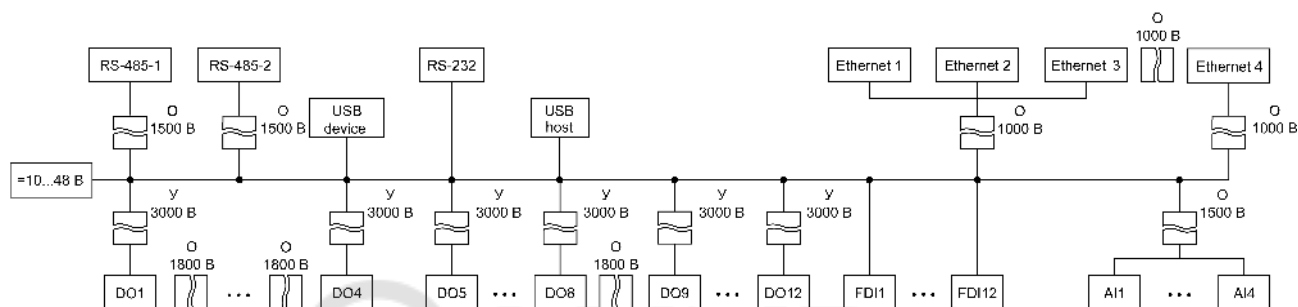 О
1000 В
RS-485-1
RS-485-2
RS-232
Ethernet 1
Ethernet 2
Ethernet 3
Ethernet 4
О
1500 В
О
1500 В
USB
device
USB
host
О
1000 В
О
1000 В
=10...48 В
У
3000 В
У
3000 В
У
3000 В
У
3000 В
У
3000 В
У
3000 В
О
1500 В
О
1800 В
О
1800 В
О
1800 В
DO1
...
DO4
DO5
...
DO8
DO9
...
DO12
FDI1
...
FDI12
AI1
...
AI4